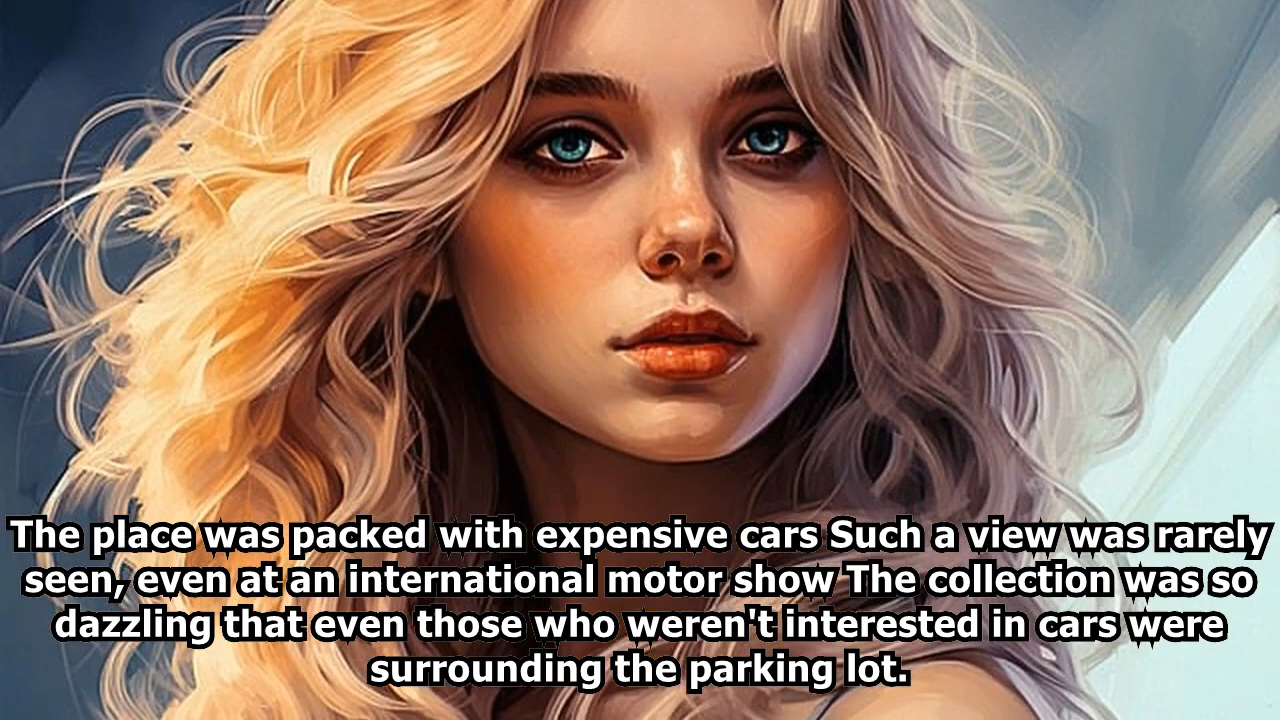 The place was packed with expensive cars Such a view was rarely
seen, even at an international motor show The collection was so
dazzling that even those who weren't interested in cars were
surrounding the parking lot.